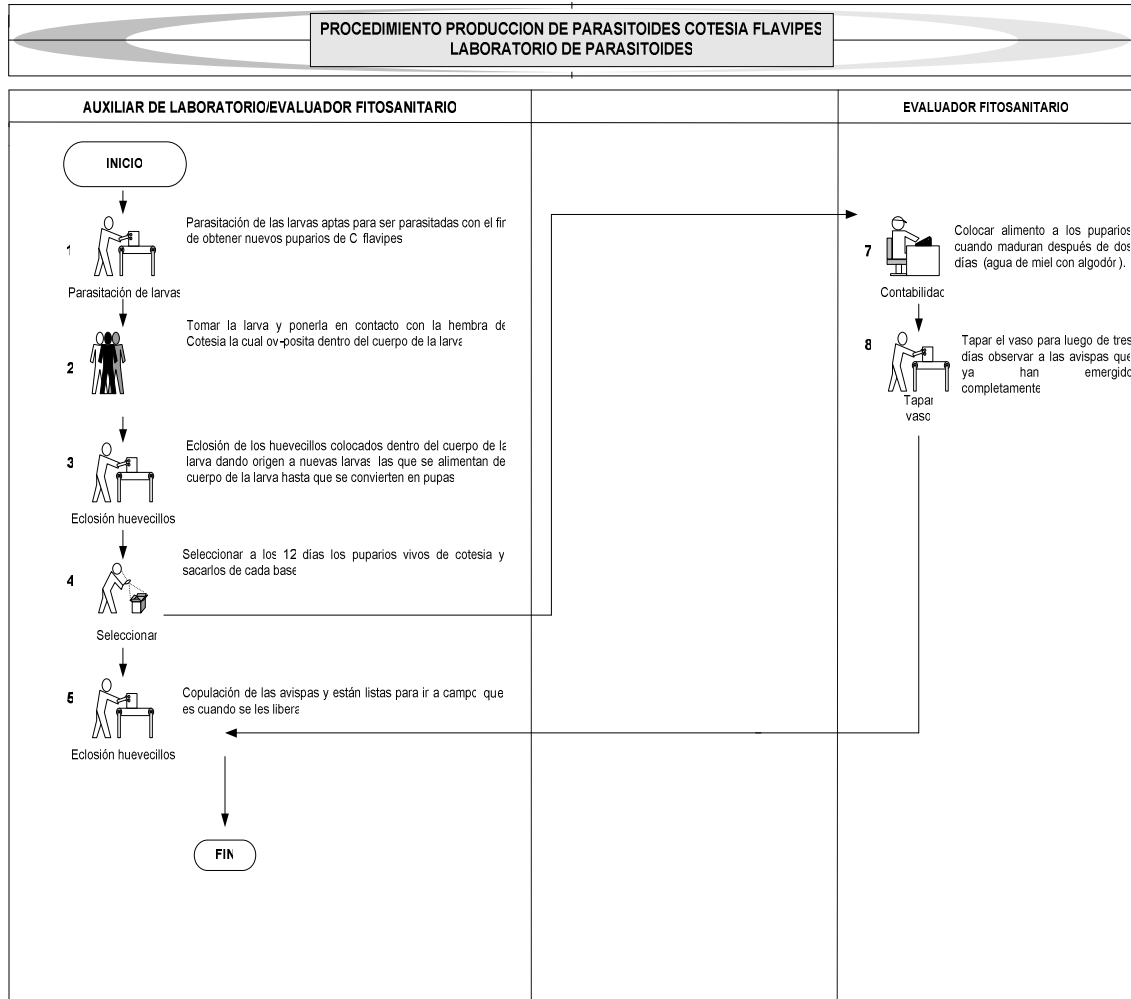 PROCEDIMIENTO PRODUCCION DE PARASITOIDES COTESIA FLAVIPES
LABORATORIO DE PARASITOIDES
AUXILIAR DE LABORATORIO/EVALUADOR FITOSANITARIO
EVALUADOR FITOSANITARIO
INICIO
1
Parasitación de las larvas aptas para ser parasitadas con el fin
de obtener nuevos puparios de C flavipes
Parasitación de larvas
2
Tomar la larva y ponerla en contacto con la hembra de
Cotesia la cual ov-posita dentro del cuerpo de la larva
3
Eclosión de los huevecillos colocados dentro del cuerpo de la
larva dando origen a nuevas larvas las que se alimentan de
cuerpo de la larva hasta que se convierten en pupas
Eclosión huevecillos
4
Seleccionar a los 12 días los puparios vivos de cotesia y
sacarlos de cada base
Seleccionar
5
Copulación de las avispas y están listas para ir a campo que
es cuando se les libera
Eclosión huevecillos
FIN
7
Colocar alimento a los puparios
cuando maduran después de dos
días (agua de miel con algodón).
Contabilidad
8
Tapar el vaso para luego de tres
días observar a las avispas que
ya han emergido
completamente
Tapar
vaso